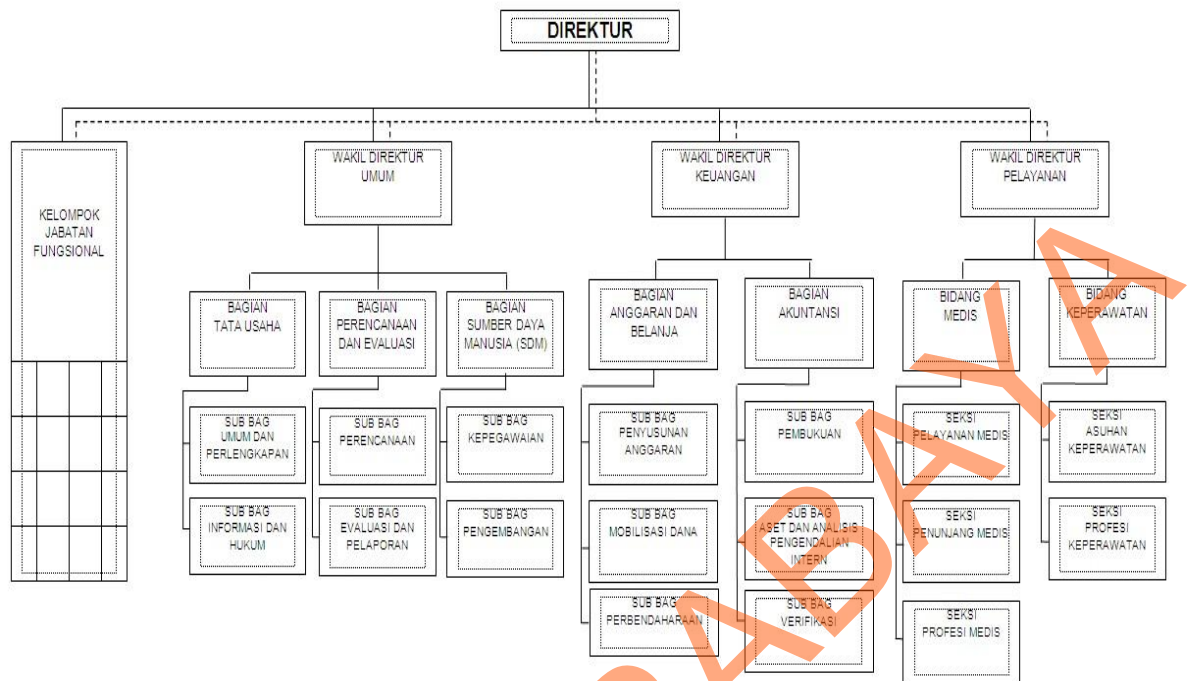 DIREKTUR
KELOMPOK
JABATAN
FUNGSIONAL
WAKIL DIREKTUR
UMUM
WAKIL DIREKTUR
KEUANGAN
WAKIL DIREKTUR
PELAYANAN
BAGIAN
TATA USAHA
BAGIAN
PERENCANAAN
DAN EVALUASI
BAGIAN
SUMBER DAYA
MANUSIA (SDM)
BAGIAN
ANGGARAN DAN
BELANJA
BAGIAN
AKUNTANSI
BIDANG
MEDIS
BIDANG
KEPERAWATAN
SUB BAG
UMUM DAN
PERLENGKAPAN
SUB BAG
PERENCANAAN
SUB BAG
KEPEGAWAIAN
SUB BAG
PENYUSUNAN
ANGGARAN
SUB BAG
PEMBUKUAN
SEKSI
PELAYANAN MEDIS
SEKSI
ASUHAN
KEPERAWATAN
SUB BAG
INFORMASI DAN
HUKUM
SUB BAG
EVALUASI DAN
PELAPORAN
SUB BAG
PENGEMBANGAN
SUB BAG
MOBILISASI DANA
SUB BAG
ASET DAN ANALISIS
PENGENDALIAN
INTERN
SEKSI
PENUNJANG MEDIS
SEKSI
PROFESI
KEPERAWATAN
SUB BAG
PERBENDAHARAAN
SUB BAG
VERIFIKASI
SEKSI
PROFESI MEDIS
RABAYA